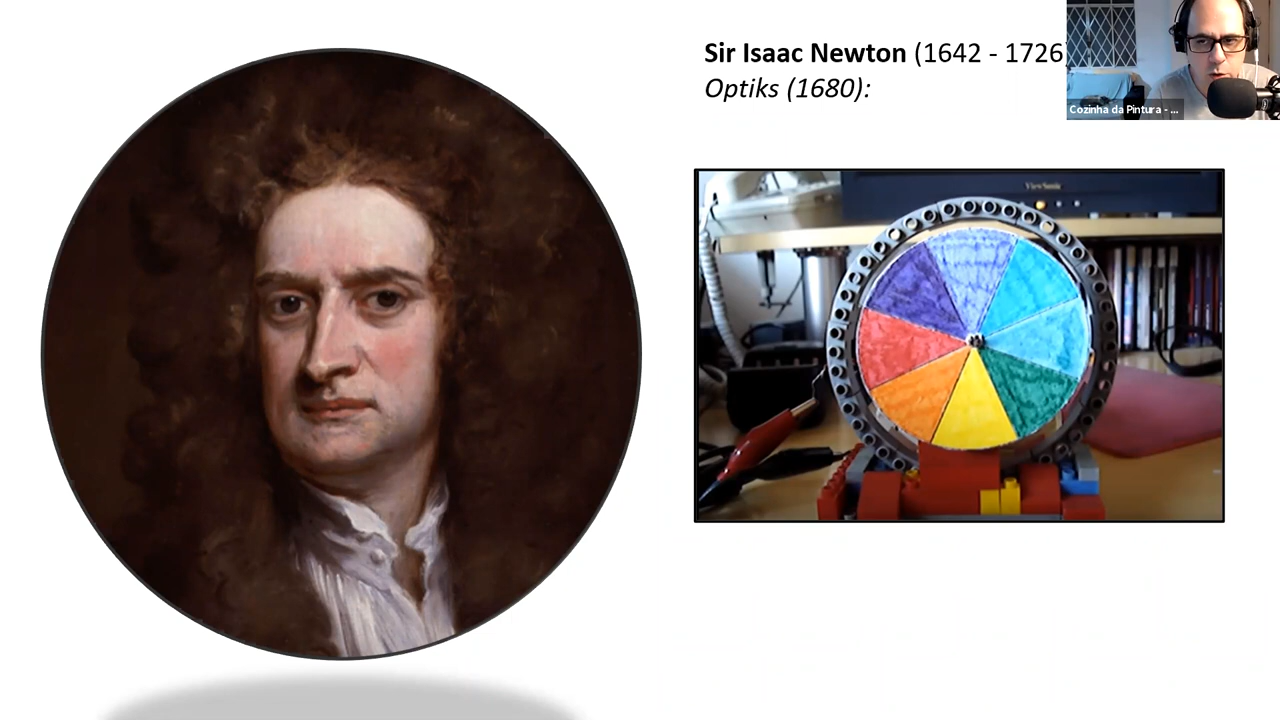 Sir Isaac Newton (1642 - 1726)
Optiks (1680):
Cozinha da Pintura - ...
ViewSonic